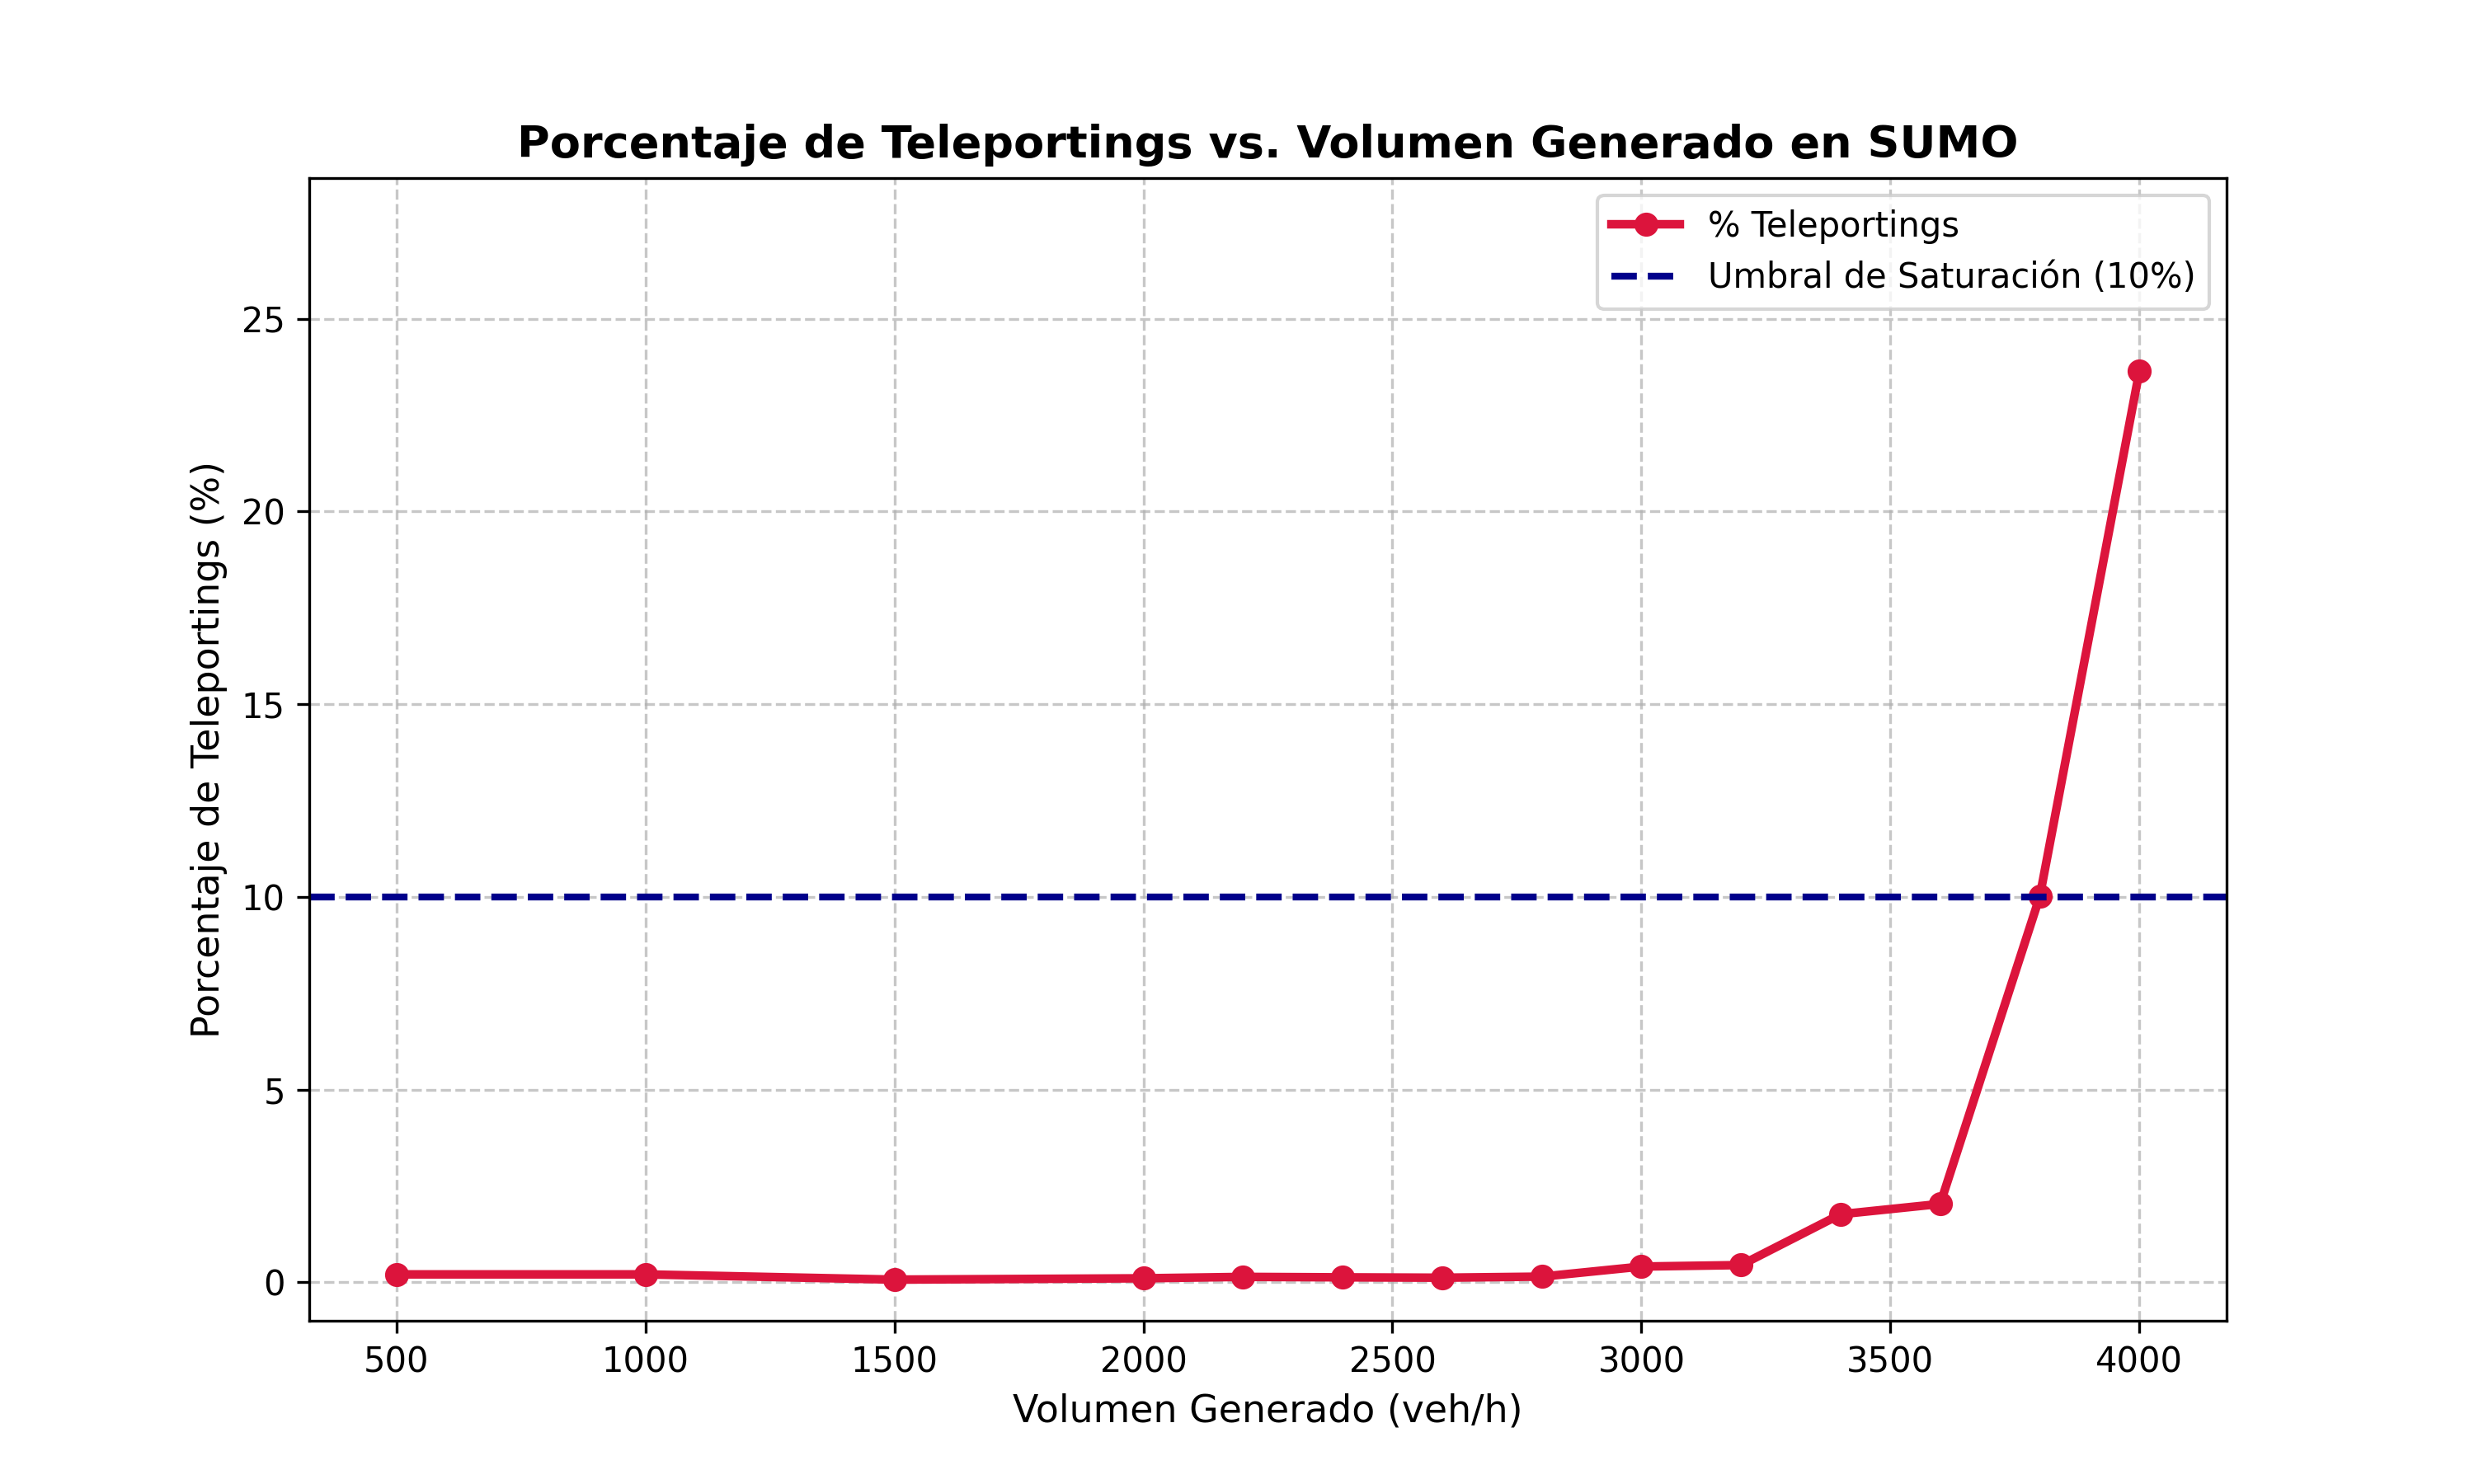 Porcentaje de Teleportings vs. Volumen Generado en SUMO
% Teleportings
Umbral de Saturación (10%)
Porcentaje de Teleportings (%)
25
20
15
10
5
0
500 1000 1500 2000 2500 3000 3500 4000
Volumen Generado (veh/h)